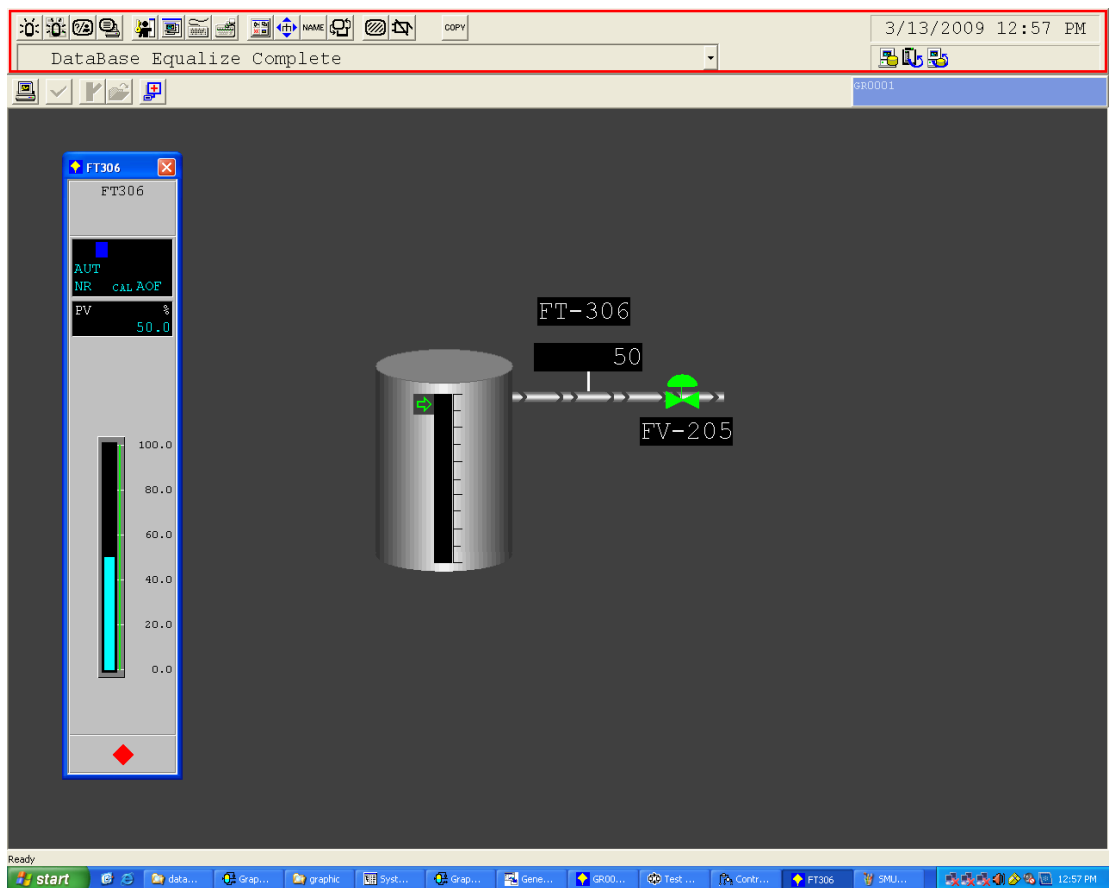 NAME
COPY
3/13/2009 12:57 PM
DataBase Equalize Complete
GR0001
FT306
FT306
AUT
NR CAL AOF
PV %
50.0
100.0
80.0
60.0
40.0
20.0
0.0
FT-306
50
FV-205
Ready
start
data...
Grap...
graphic
Syst...
Grap...
Gene...
GR00...
Test ...
Contr...
FT306
SMU...
12:57 PM